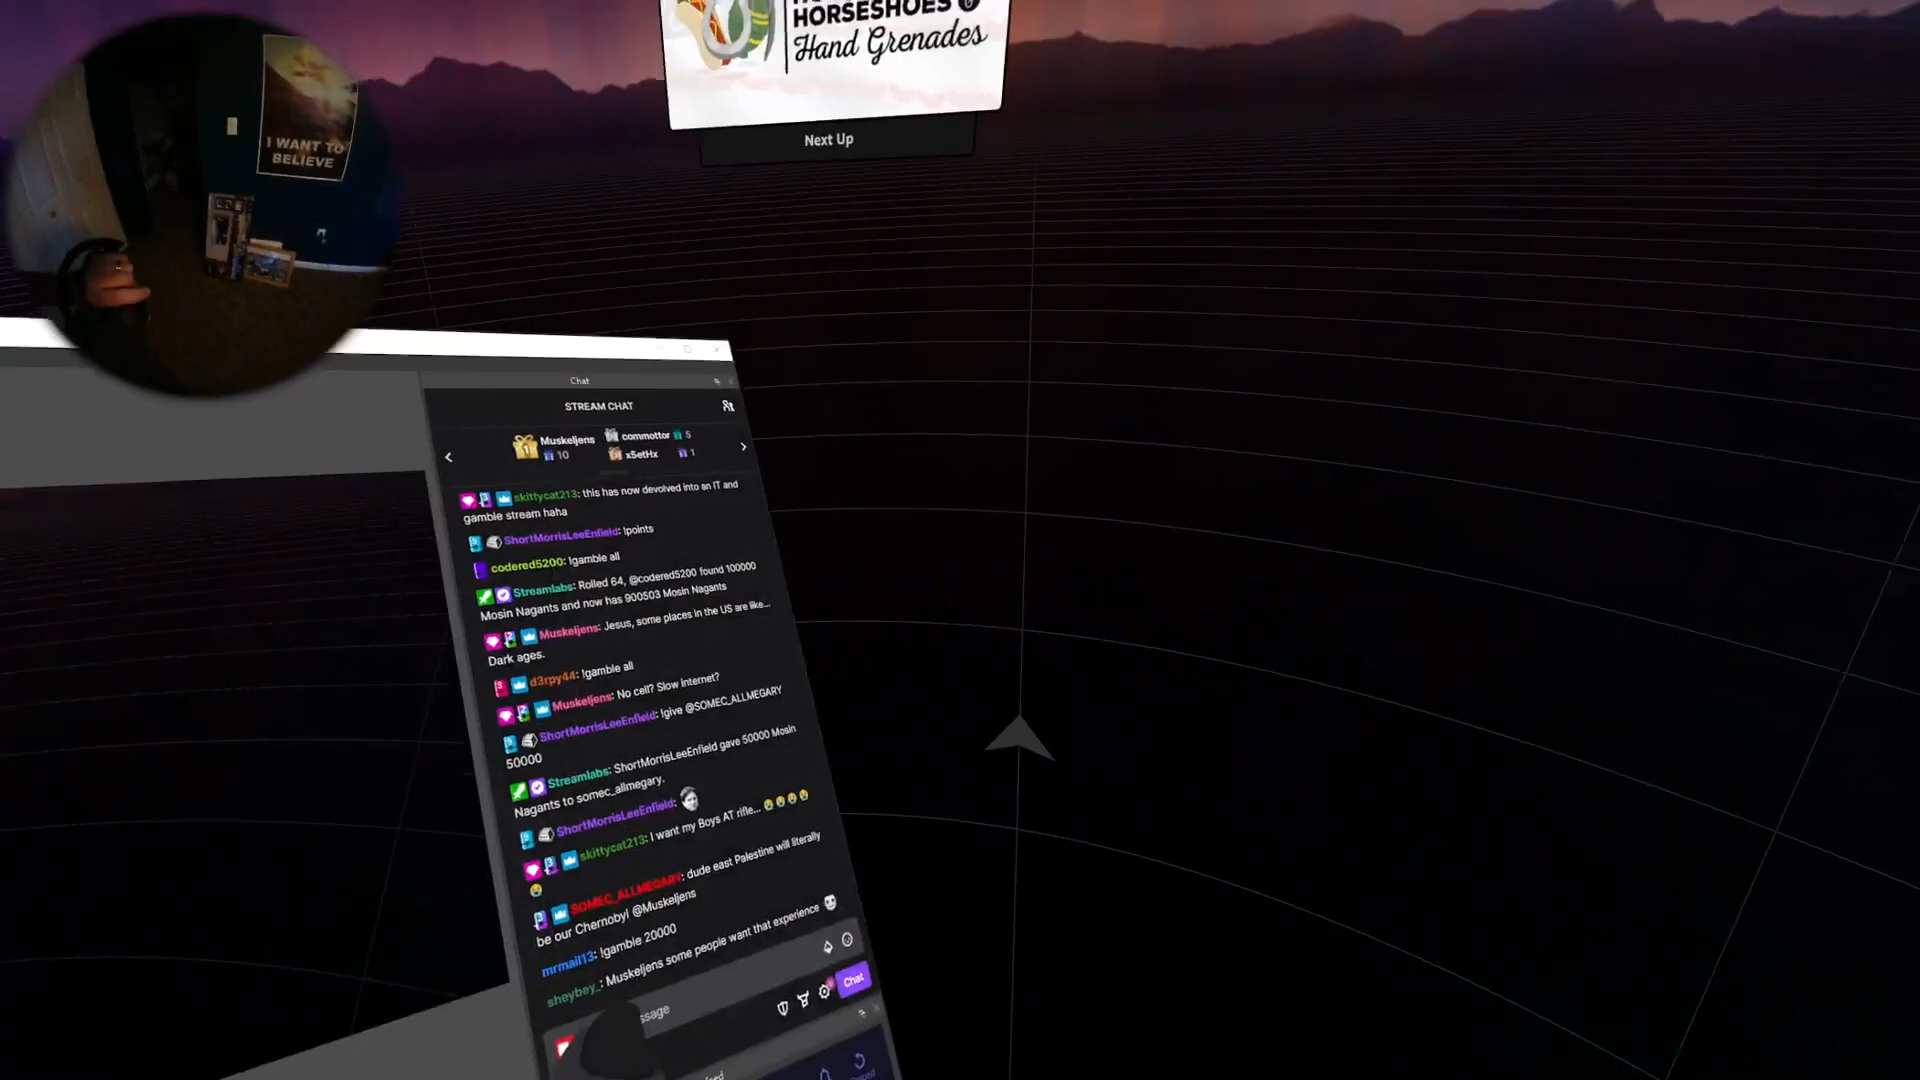 HORSESHOES &
Hand Grenades
Next Up
I WANT TO
BELIEVE
Chat
STREAM CHAT
Muskeljens
10
commottor 5
x5etHx 1
skittycat213: this has now devolved into an IT and
gamble stream haha
ShortMorrisLeeEnfield: !points
codered5200: !gamble all
Streamlabs: Rolled 64, @codered5200 found 100000
Mosin Nagants and now has 900503 Mosin Nagants
Muskeljens: Jesus, some places in the US are like...
Dark ages.
d3rpy44: !gamble all
Muskeljens: No cell? Slow internet?
ShortMorrisLeeEnfield: !give @SOMEC_ALLMEGARY
50000
Streamlabs: ShortMorrisLeeEnfield gave 50000 Mosin
Nagants to somec_allmegary.
ShortMorrisLeeEnfield:
skittycat213: I want my Boys AT rifle... 😭😭😭😭
😭
SOMEC_ALLMEGARY: dude east Palestine will literally
be our Chernobyl @Muskeljens
mrmail13: !gamble 20000
sheybey_: Muskeljens some people want that experience
ssage
Chat